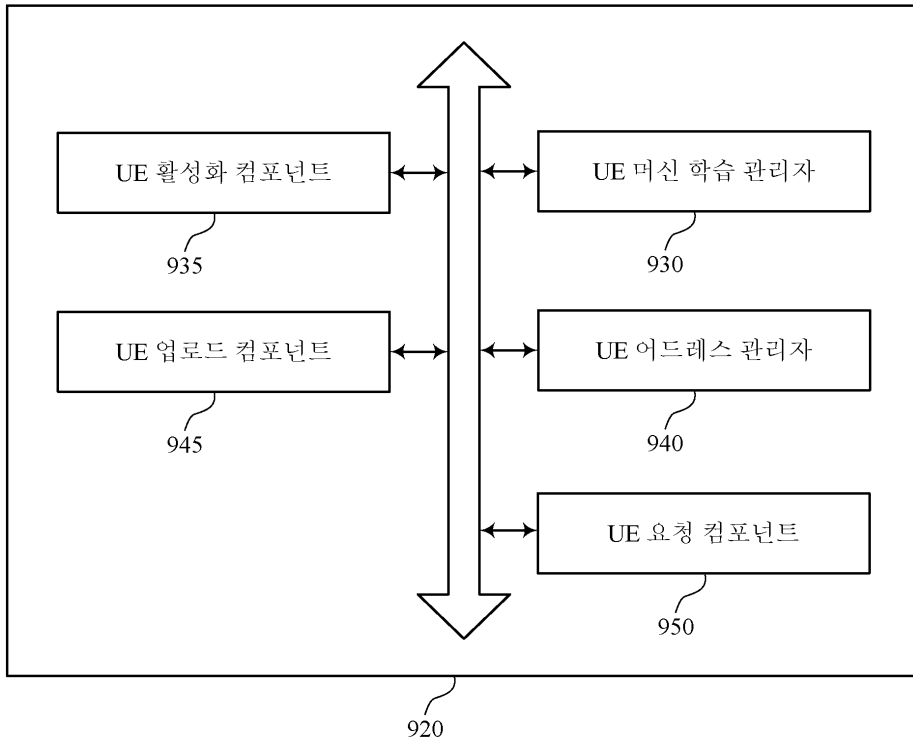 UE 활성화 컴포넌트
935
UE 머신 학습 관리자
930
UE 업로드 컴포넌트
945
UE 어드레스 관리자
940
UE 요청 컴포넌트
950
920